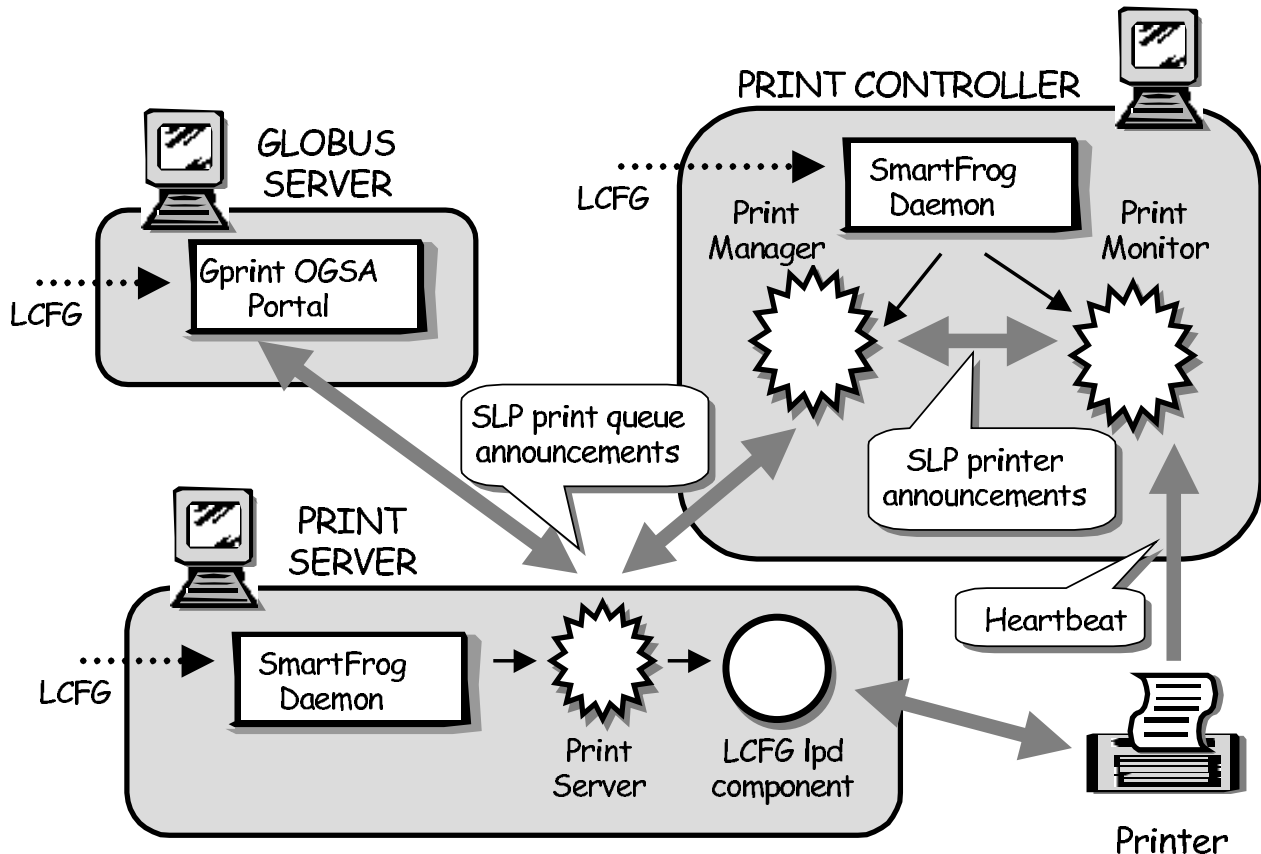 PRINT CONTROLLER
GLOBUS
SERVER
LCFG
SmartFrog
Daemon
Print
Manager
Print
Monitor
LCFG
Gprint OGSA
Portal
SLP print queue
announcements
SLP printer
announcements
PRINT
SERVER
Heartbeat
LCFG
SmartFrog
Daemon
Print
Server
LCFG lpd
component
Printer